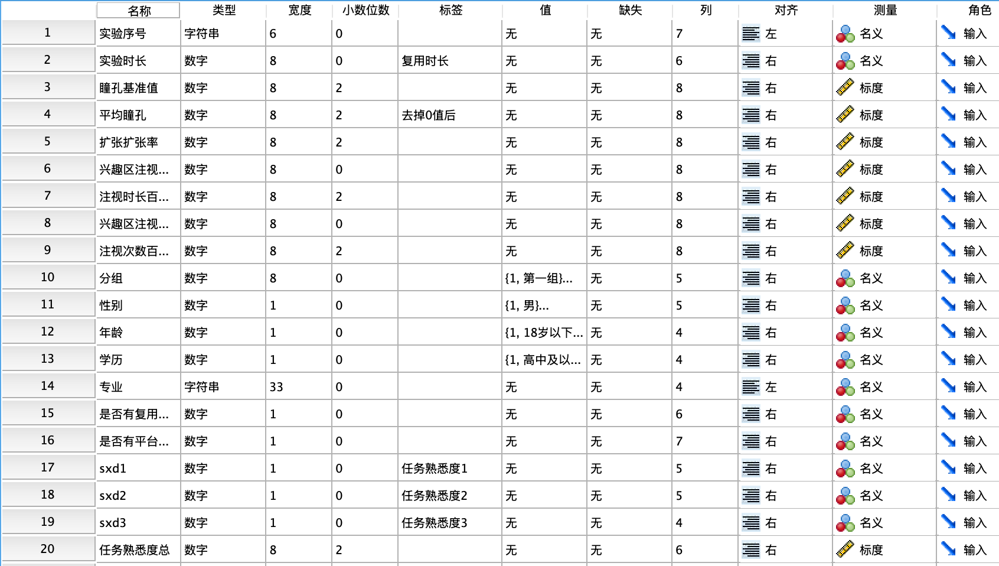 名称 类型 宽度 小数位数 标签 值 缺失 列 对齐 测量 角色
1 实验序号 字符串 6 0 无 无 7 左 名义 输入
2 实验时长 数字 8 0 复用时长 无 无 6 右 名义 输入
3 瞳孔基准值 数字 8 2 无 无 8 右 标度 输入
4 平均瞳孔 数字 8 2 去掉0值后 无 无 8 右 标度 输入
5 扩张扩张率 数字 8 2 无 无 8 右 标度 输入
6 兴趣区注视... 数字 8 0 无 无 8 右 标度 输入
7 注视时长百... 数字 8 2 无 无 8 右 标度 输入
8 兴趣区注视... 数字 8 0 无 无 8 右 标度 输入
9 注视次数百... 数字 8 2 无 无 8 右 标度 输入
10 分组 数字 8 0 {1, 第一组}... 无 5 右 名义 输入
11 性别 数字 1 0 {1, 男}... 无 5 右 名义 输入
12 年龄 数字 1 0 {1, 18岁以下... 无 4 右 名义 输入
13 学历 数字 1 0 {1, 高中及以... 无 4 右 名义 输入
14 专业 字符串 33 0 无 无 4 左 名义 输入
15 是否有复用... 数字 1 0 无 无 6 右 名义 输入
16 是否有平台... 数字 1 0 无 无 7 右 名义 输入
17 sxd1 数字 1 0 任务熟悉度1 无 无 5 右 名义 输入
18 sxd2 数字 1 0 任务熟悉度2 无 无 5 右 名义 输入
19 sxd3 数字 1 0 任务熟悉度3 无 无 4 右 名义 输入
20 任务熟悉度总 数字 8 2 无 无 6 右 标度 输入